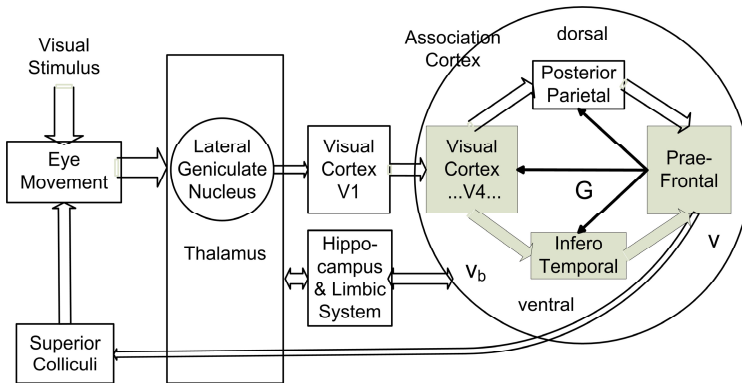 Visual
Stimulus
Eye
Movement
Lateral
Geniculate
Nucleus
Thalamus
Visual
Cortex
V1
Hippo-
campus
& Limbic
System
Superior
Colliculi
Association
Cortex
dorsal
Posterior
Parietal
Visual
Cortex
...V4...
G
Prae-
Frontal
Infero
Temporal
v
vb
ventral